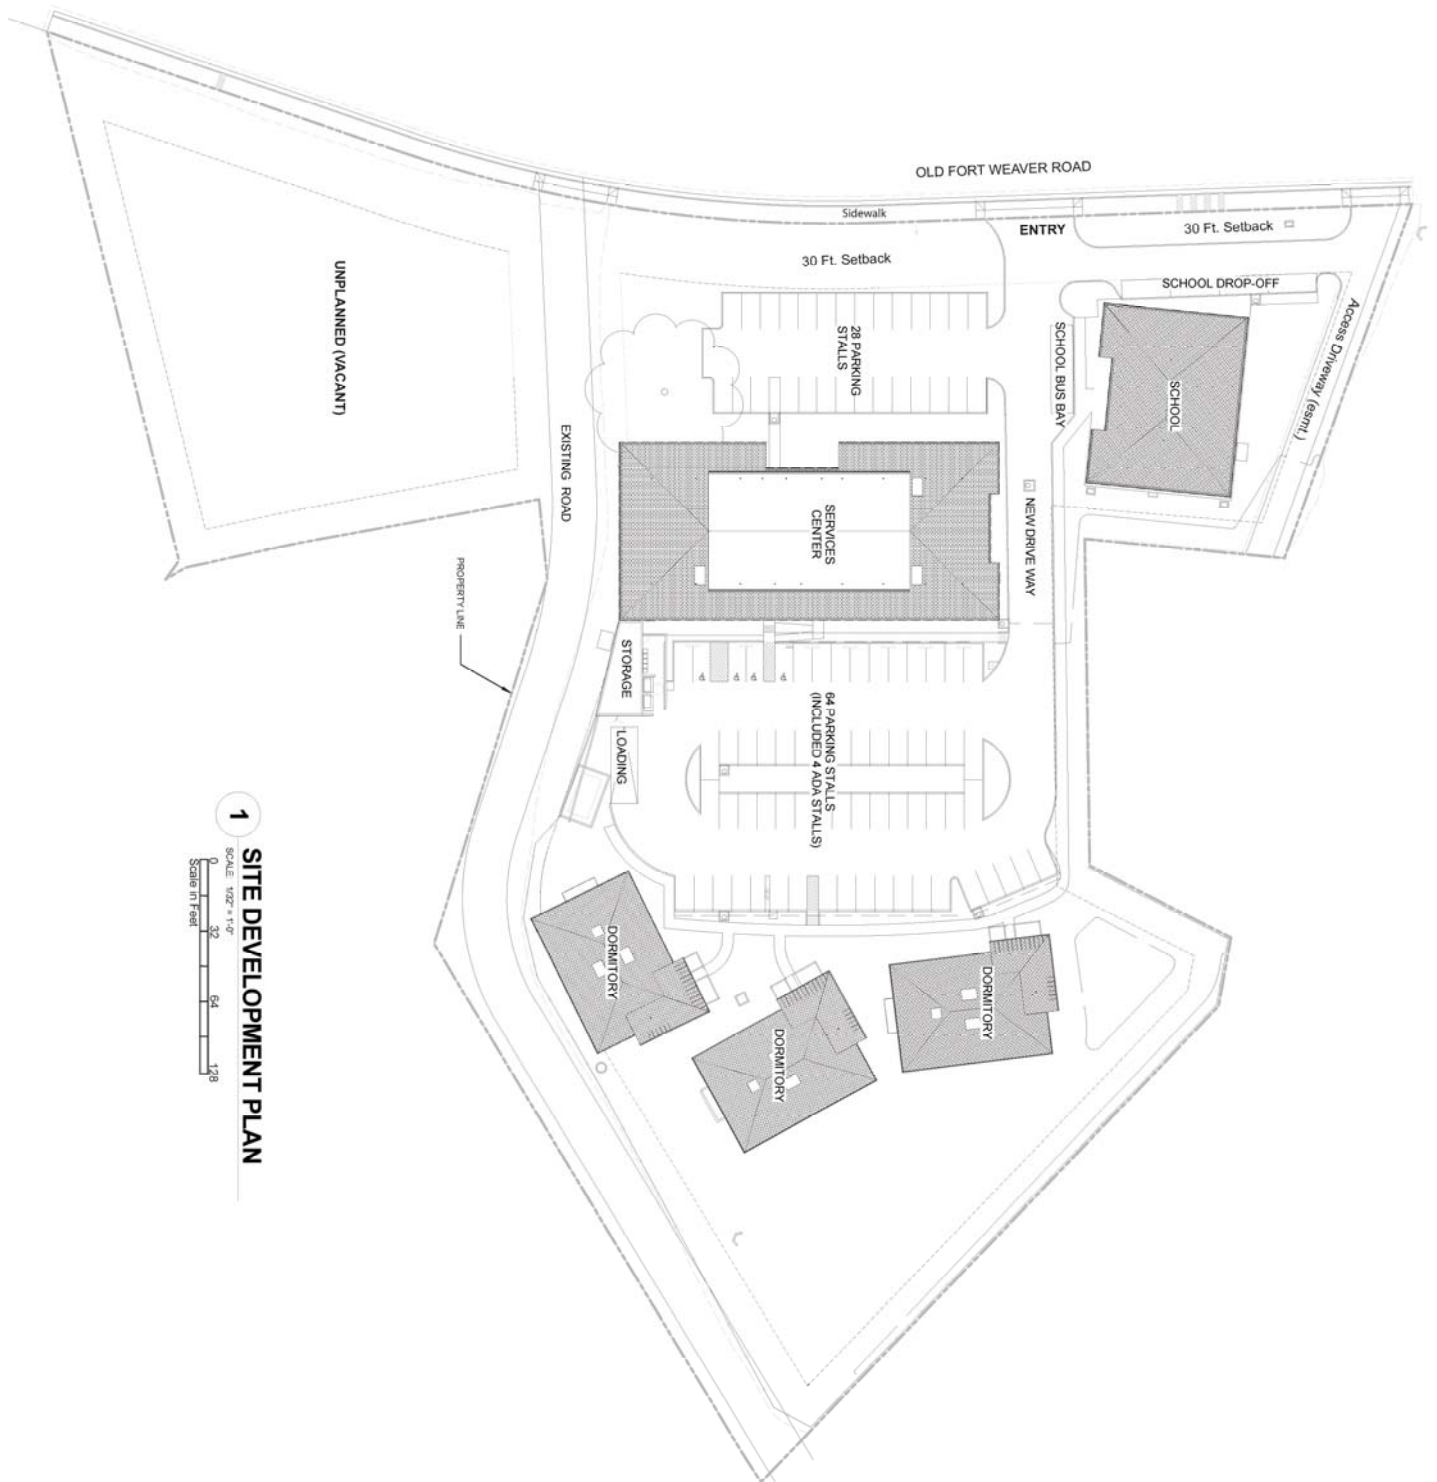 OLD FORT WEAVER ROAD
Sidewalk
ENTRY
30 Ft. Setback
30 Ft. Setback
SCHOOL DROP-OFF
Access Driveway (esmt.)
UNPLANNED (VACANT)
28 PARKING
STALLS
SCHOOL BUS BAY
SCHOOL
EXISTING ROAD
SERVICES
CENTER
NEW DRIVE WAY
PROPERTY LINE
STORAGE
64 PARKING STALLS
(INCLUDED 4 ADA STALLS)
LOADING
DORMITORY
DORMITORY
DORMITORY
1
SITE DEVELOPMENT PLAN
SCALE: 1/32" = 1'-0"
0 32 64 128
Scale in Feet